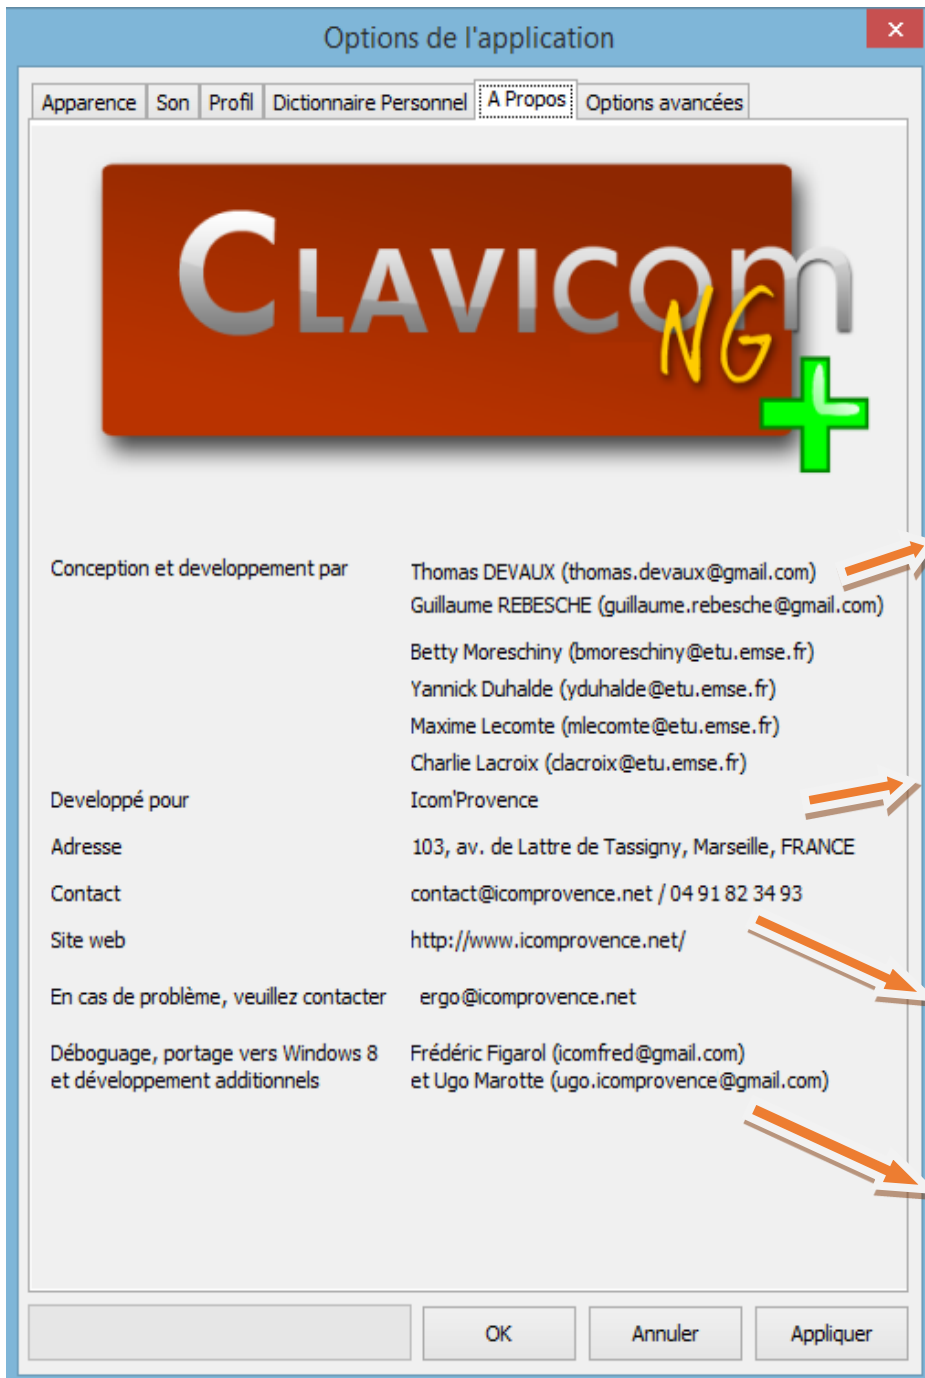 Options de l'application
Apparence Son Profil Dictionnaire Personnel A Propos Options avancées
CLAVICOM
NG
Conception et developpement par Thomas DEVAUX (thomas.devaux@gmail.com)
Guillaume REBESCHE (guillaume.rebesche@gmail.com)
Betty Moreschiny (bmoreschiny@etu.emse.fr)
Yannick Duhalde (yduhalde@etu.emse.fr)
Maxime Lecomte (mlecomte@etu.emse.fr)
Charlie Lacroix (clacroix@etu.emse.fr)
Developpé pour Icom'Provence
Adresse 103, av. de Lattre de Tassigny, Marseille, FRANCE
Contact contact@icomprovence.net / 04 91 82 34 93
Site web http://www.icomprovence.net/
En cas de problème, veuillez contacter ergo@icomprovence.net
Déboguage, portage vers Windows 8 Frédéric Figarol (icomfred@gmail.com)
et développement additionnels et Ugo Marotte (ugo.icomprovence@gmail.com)
OK Annuler Appliquer